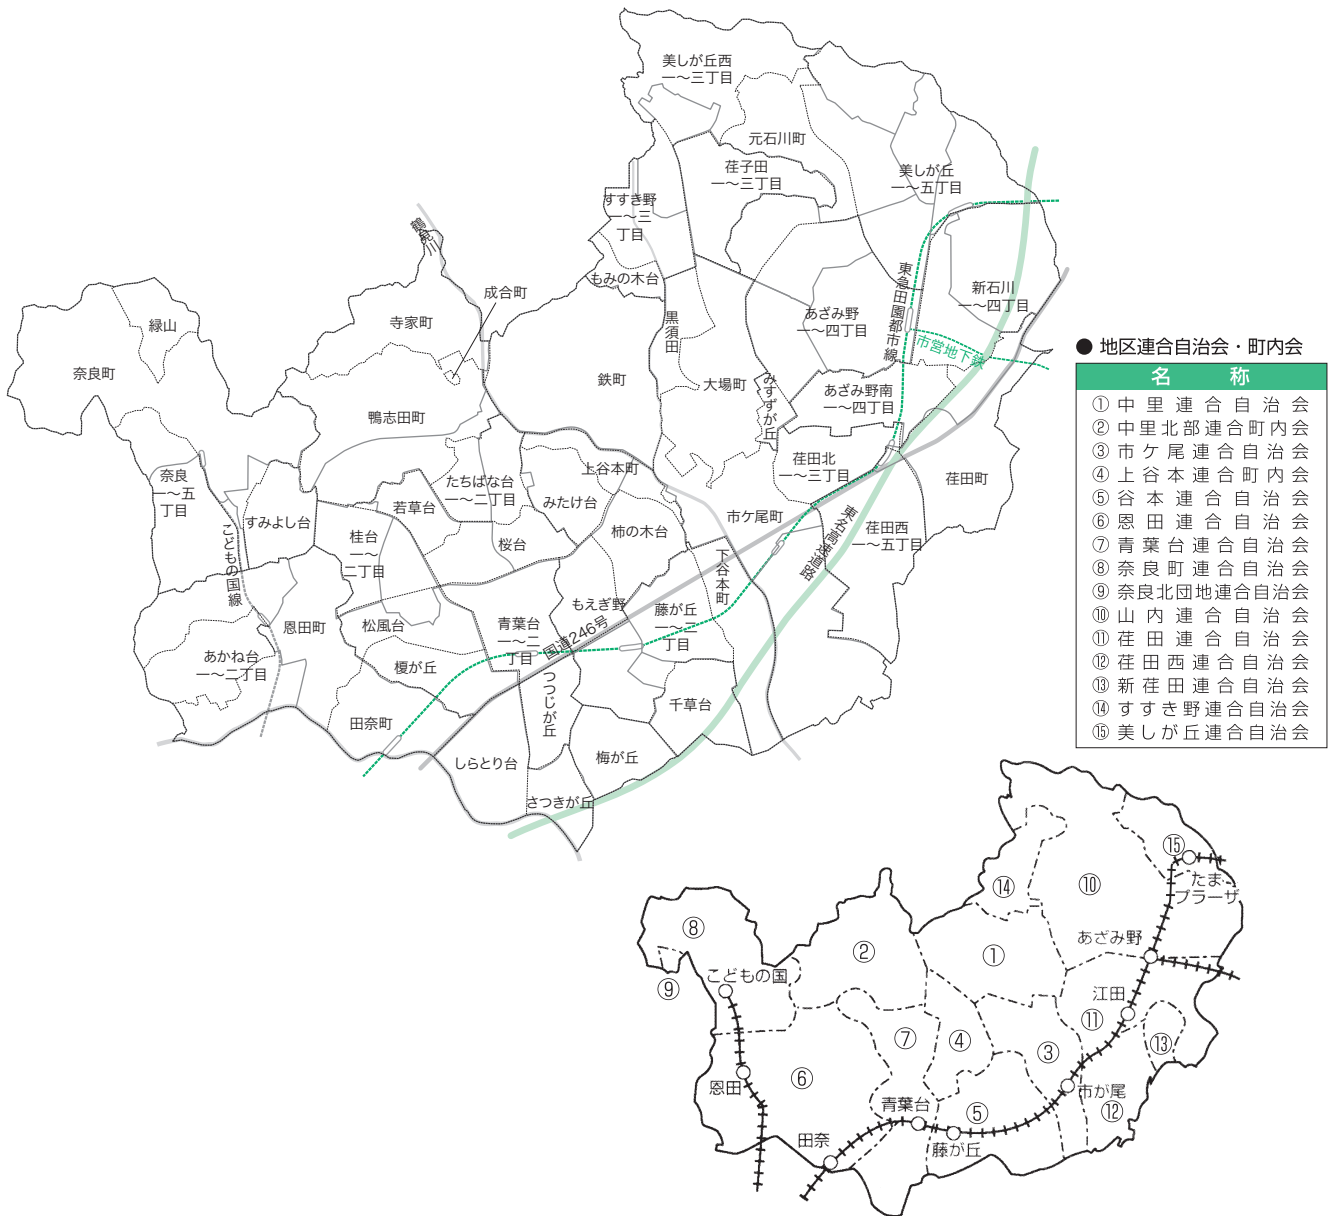 美しが丘西
一～三丁目
元石川町
荏子田
一～三丁目
美しが丘
一～五丁目
すすき野
一～三
丁目
もみの木台
鶴見川
成合町
寺家町
緑山
奈良町
黒須田
東急田園都市線
新石川
一～四丁目
あざみ野
一～四丁目
市営地下鉄
鉄町
大場町
みすずが丘
あざみ野南
一～四丁目
鴨志田町
奈良
一～五
丁目
たちばな台
一～二丁目
上谷本町
みたけ台
荏田北
一～三丁目
荏田町
若草台
すみよし台
桂台
一～
二丁目
桜台
柿の木台
市ケ尾町
東名高速道路
荏田西
一～五丁目
下谷本町
こどもの国線
恩田町
松風台
もえぎ野
藤が丘
一～二
丁目
青葉台
一～二
丁目
国道246号
あかね台
一～二丁目
榎が丘
つつじが丘
千草台
田奈町
しらとり台
梅が丘
さつきが丘
● 地区連合自治会・町内会
名 称
① 中里連合自治会
② 中里北部連合町内会
③ 市ケ尾連合自治会
④ 上谷本連合町内会
⑤ 谷本連合自治会
⑥ 恩田連合自治会
⑦ 青葉台連合自治会
⑧ 奈良町連合自治会
⑨ 奈良北団地連合自治会
⑩ 山内連合自治会
⑪ 荏田連合自治会
⑫ 荏田西連合自治会
⑬ 新荏田連合自治会
⑭ すすき野連合自治会
⑮ 美しが丘連合自治会
⑮
たま
プラーザ
⑭
⑩
⑧
②
①
あざみ野
⑨
こどもの国
江田
⑪
⑬
⑦
④
③
⑥
恩田
市が尾
⑫
青葉台
⑤
田奈
藤が丘